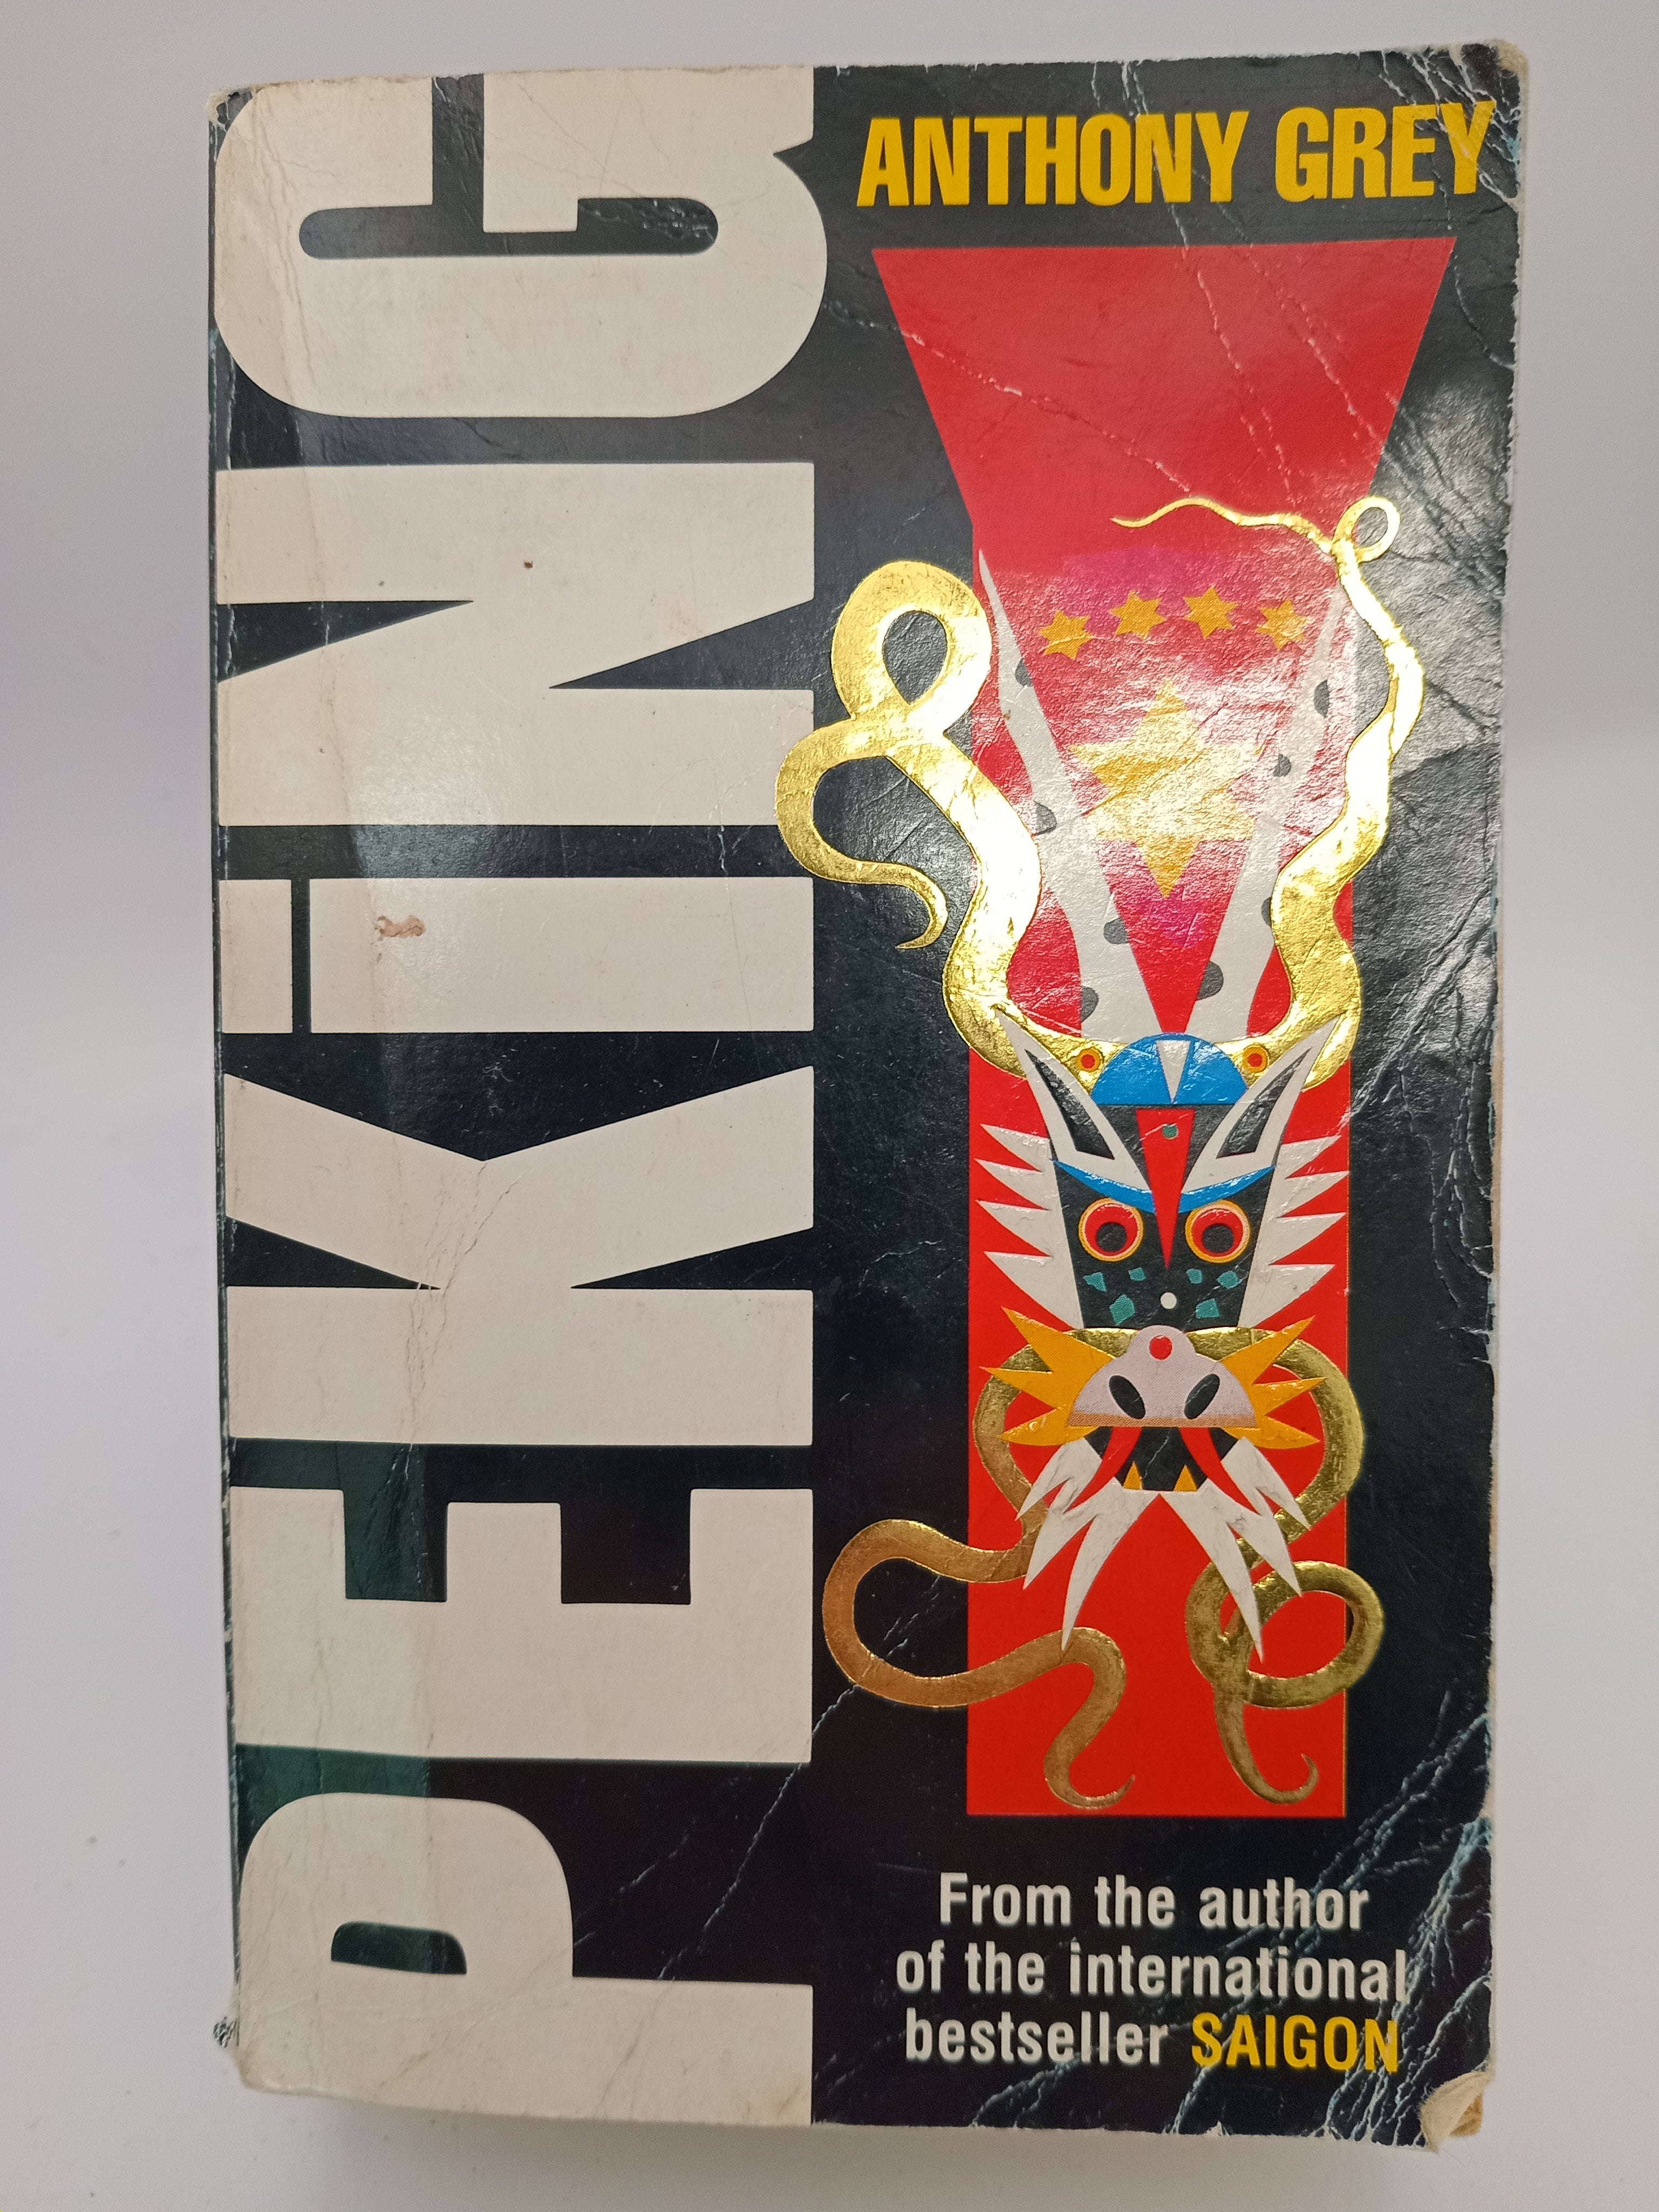 PEKiNG
ANTHONY GREY
From the author
of the international
bestseller SAIGON